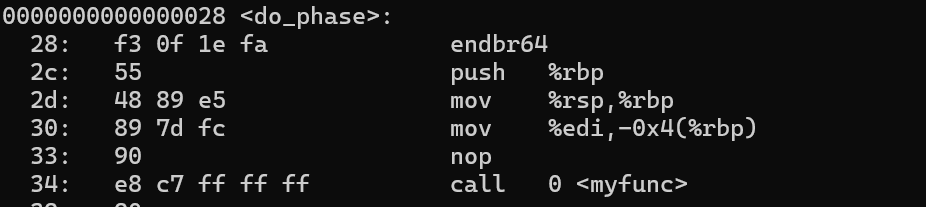 0000000000000028 <do_phase>:
28: f3 0f 1e fa endbr64
2c: 55 push %rbp
2d: 48 89 e5 mov %rsp,%rbp
30: 89 7d fc mov %edi,-0x4(%rbp)
33: 90 nop
34: e8 c7 ff ff ff call 0 <myfunc>